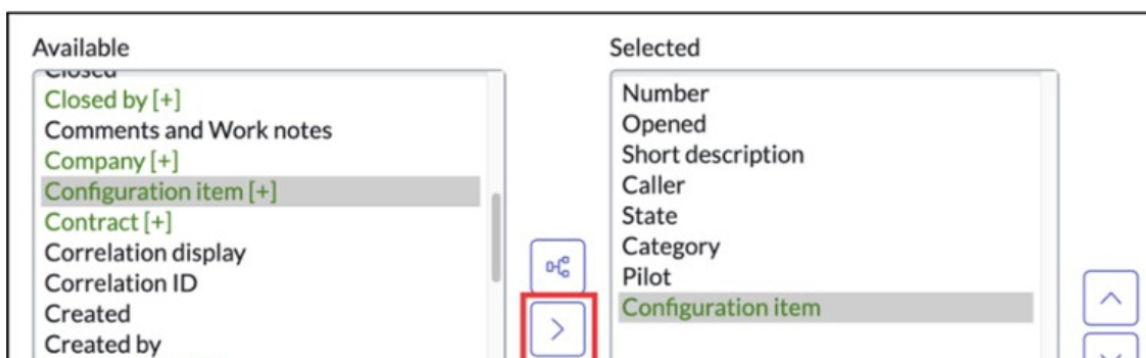 Available
Closed
Closed by [+]
Comments and Work notes
Company [+]
Configuration item [+]
Contract [+]
Correlation display
Correlation ID
Created
Created by
Selected
Number
Opened
Short description
Caller
State
Category
Pilot
Configuration item